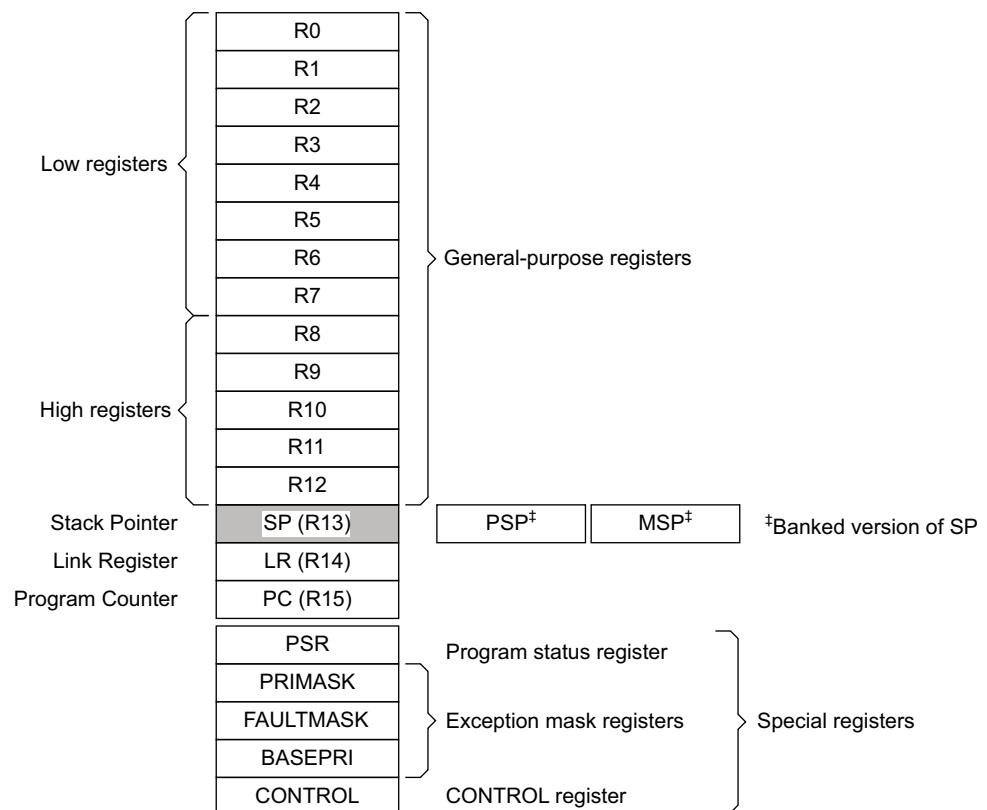 R0
R1
R2
R3
Low registers
R4
R5
R6
General-purpose registers
R7
R8
R9
High registers
R10
R11
R12
Stack Pointer
SP (R13)
PSP‡
MSP‡
‡Banked version of SP
Link Register
LR (R14)
Program Counter
PC (R15)
PSR
Program status register
PRIMASK
FAULTMASK
Exception mask registers
Special registers
BASEPRI
CONTROL
CONTROL register